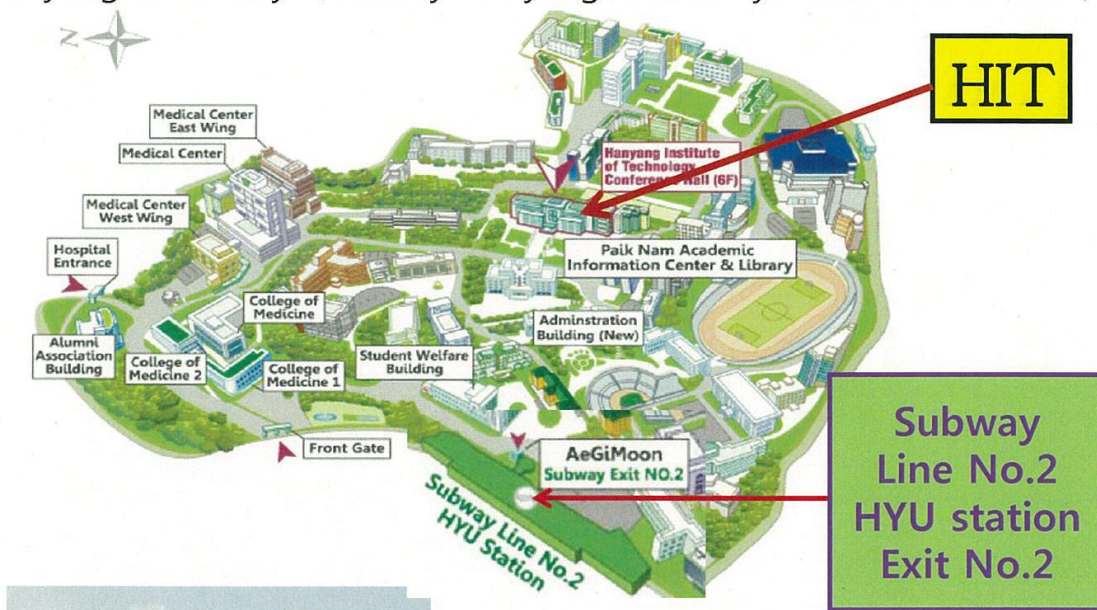 N
HIT
Medical Center
East Wing
Medical Center
Medical Center
West Wing
Hospital
Entrance
Hanyang Institute
of Technology
Conference Hall (6F)
Paik Nam Academic
Information Center & Library
College of
Medicine
Alumni
Association
Building
College of
Medicine 2
College of
Medicine 1
Student Welfare
Building
Adminstration
Building (New)
Front Gate
AeGiMoon
Subway Exit NO.2
Subway Line No.2
HYU Station
Subway
Line No.2
HYU station
Exit No.2